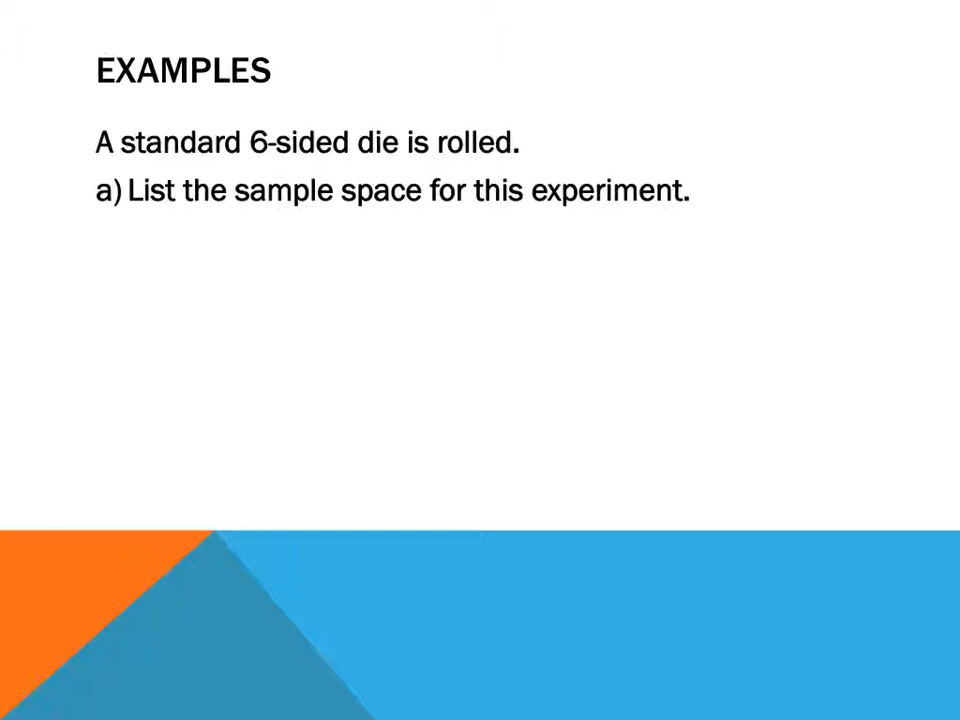 EXAMPLES
A standard 6-sided die is rolled.
a) List the sample space for this experiment.